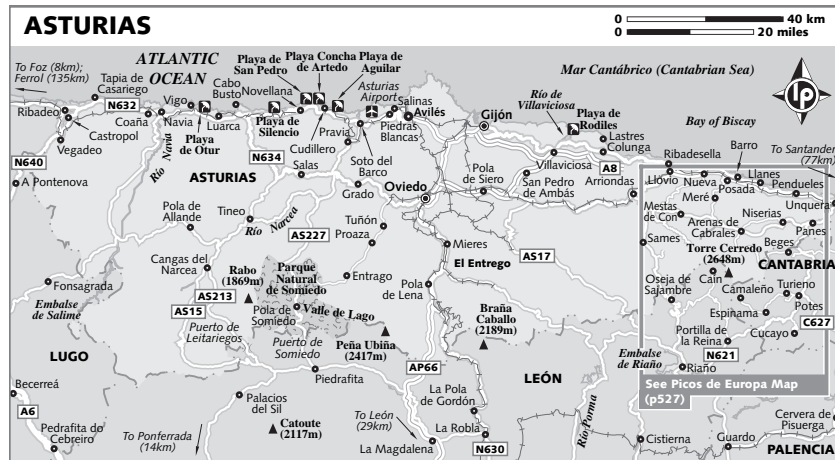 ASTURIAS
0 40 km
0 20 miles
To Foz (8km);
Ferrol (135km)
ATLANTIC
OCEAN
Tapia de
Casariego
N632
Ribadeo
Castropol
Vegadeo
N640
A Pontenova
Coaña
Vigo
Navia
Río Navia
Playa
de Otur
Cabo
Busto
Luarca
Novellana
Playa de
San Pedro
Playa Concha
de Artedo
Playa de
Aguilar
Playa de
Silencio
Cudillero
Asturias
Airport
Salinas
Avilés
Piedras
Blancas
Pravia
Soto del
Barco
N634
Salas
Grado
ASTURIAS
Oviedo
Gijón
Mar Cantábrico (Cantabrian Sea)
Río de
Villaviciosa
Playa de
Rodiles
Lastres
Colunga
Villaviciosa
A8
San Pedro
de Ambás
Pola
de Siero
Arriondas
Bay of Biscay
lp
To Santander
(77km)
Ribadesella
Barro
Llovio
Nueva
Posada
Llanes
Pendueles
Unquera
Meré
Mestas
de Con
Niserias
Arenas de
Cabrales
Panes
Sames
Beges
Torre Cerredo
(2648m)
CANTABRIA
Caín
Oseja de
Sajambre
Camaleño
Turieno
Potes
Espinama
C627
Portilla de
la Reina
Cucayo
N621
Embalse
de Riaño
Riaño
See Picos de Europa Map
(p527)
Pola de
Allande
Tineo
Río Narcea
AS227
Tuñón
Proaza
Mieres
El Entrego
AS17
Cangas del
Narcea
Rabo
(1869m)
Parque
Natural
de Somiedo
Entrago
Pola
de Lena
AS213
AS15
Pola de
Somiedo
Valle de Lago
Braña
Caballo
(2189m)
Puerto de
Leitariegos
Puerto de
Somiedo
Peña Ubiña
(2417m)
Fonsagrada
Embalse
de Salime
LUGO
Becerreá
A6
Pedrafita do
Cebreiro
To Ponferrada
(14km)
Palacios
del Sil
Piedrafita
Catoute
(2117m)
AP66
To León
(29km)
La Magdalena
La Pola
de Gordón
La Robla
N630
LEÓN
Río Porma
Cistierna
Guardo
Cervera de
Pisuerga
PALENCIA